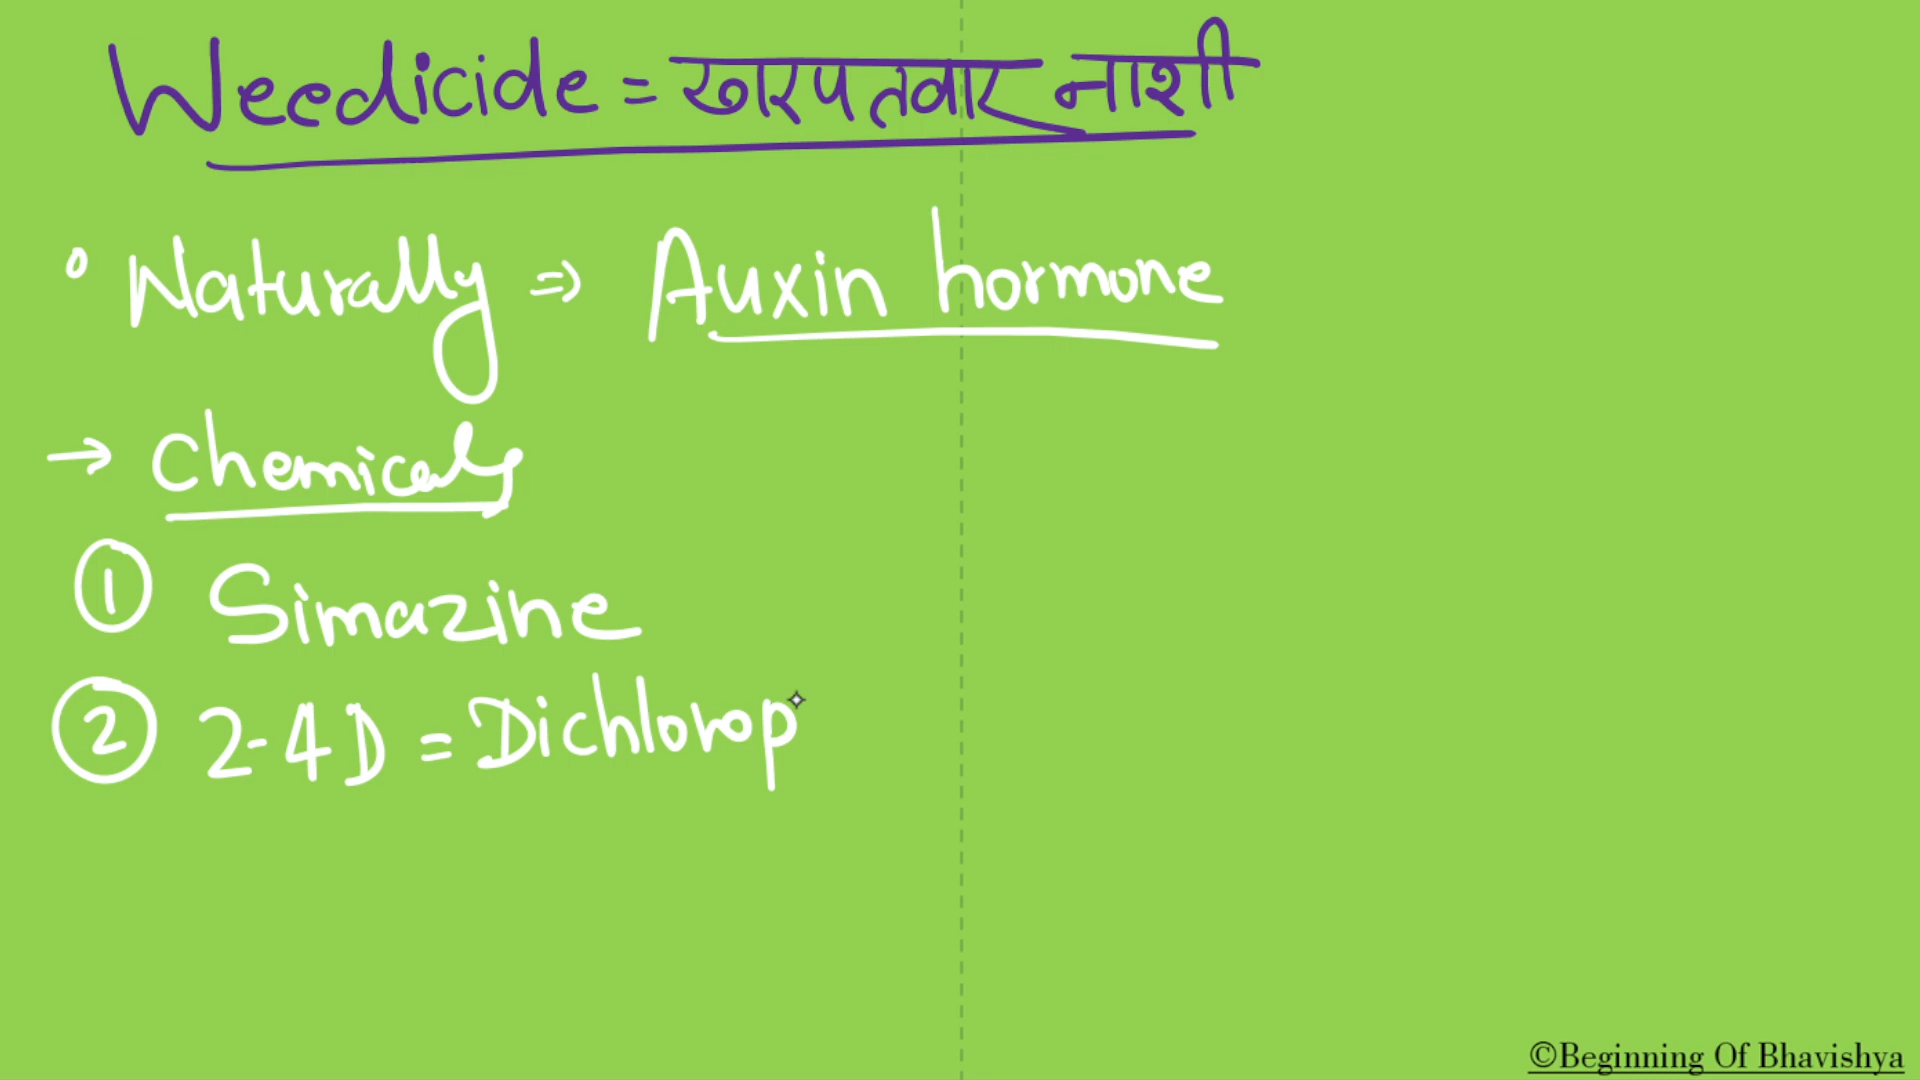 Weedicide = खरपतवार नाशी
• Naturally ⇒ Auxin hormone
→ Chemicals
① Simazine
② 2-4D = Dichlorop
©Beginning Of Bhavishya